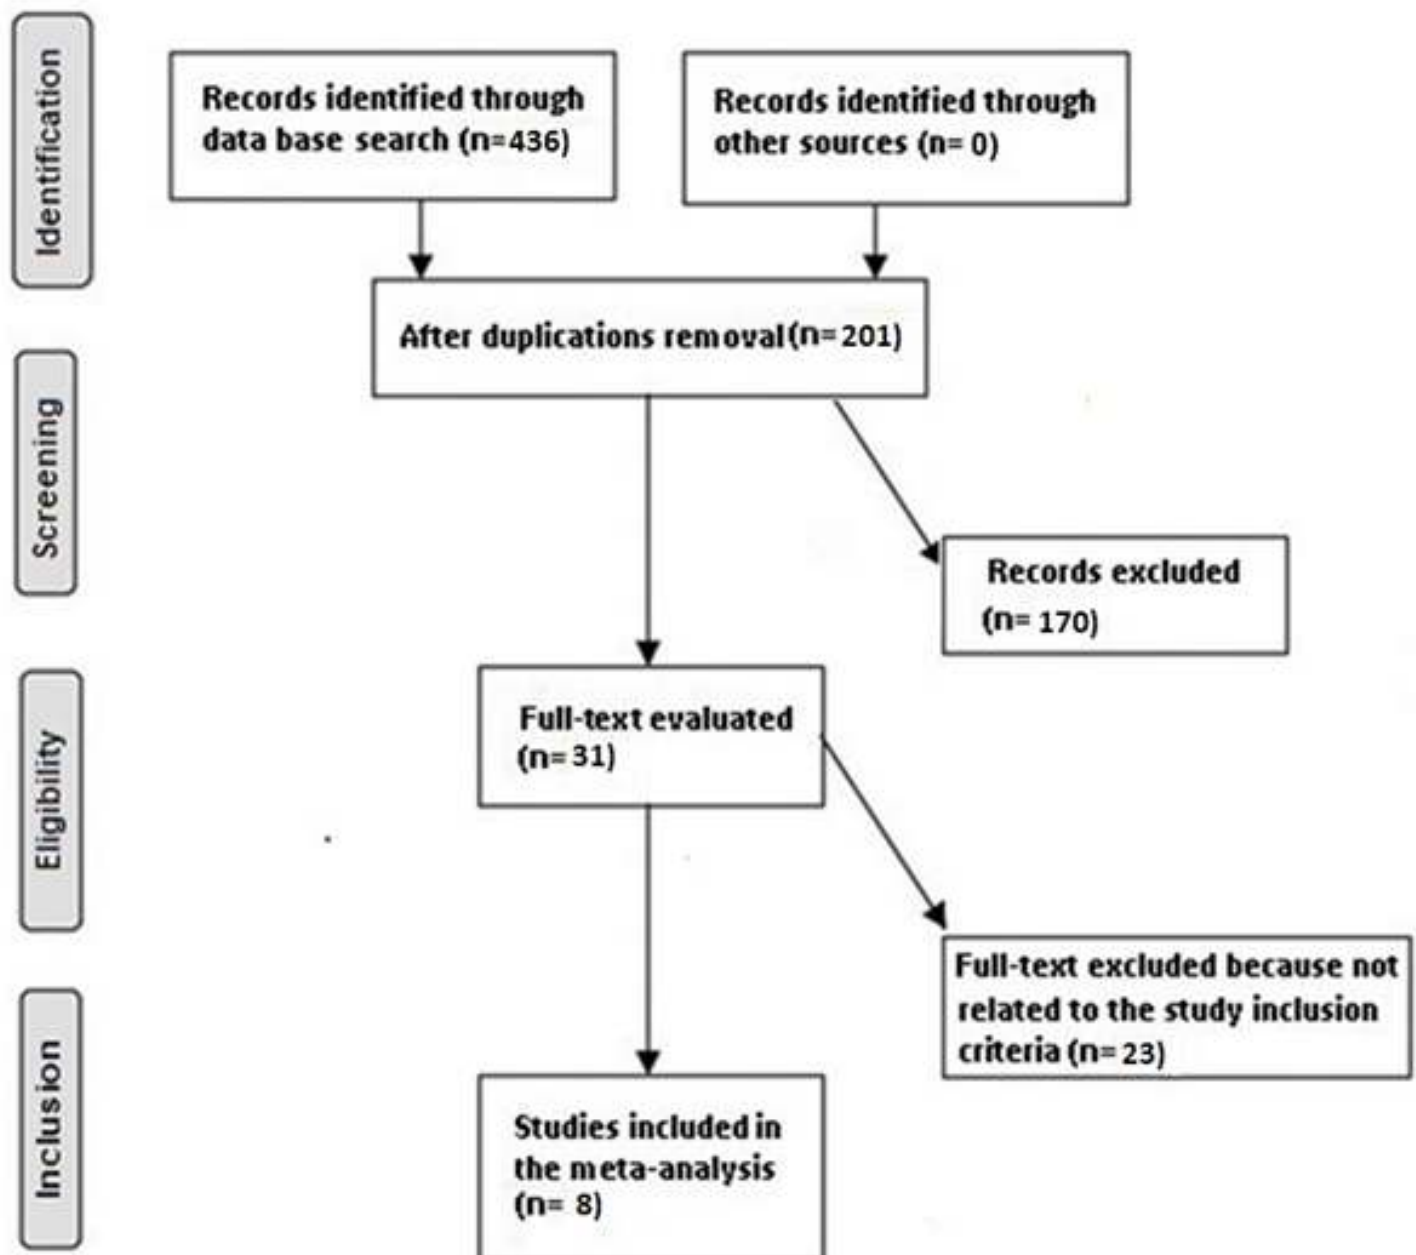 Identification
Records identified through
data base search (n=436)
Records identified through
other sources (n= 0)
After duplications removal(n=201)
Screening
Records excluded
(n= 170)
Full-text evaluated
(n= 31)
Eligibility
Full-text excluded because not
related to the study inclusion
criteria (n= 23)
Inclusion
Studies included in
the meta-analysis
(n= 8)